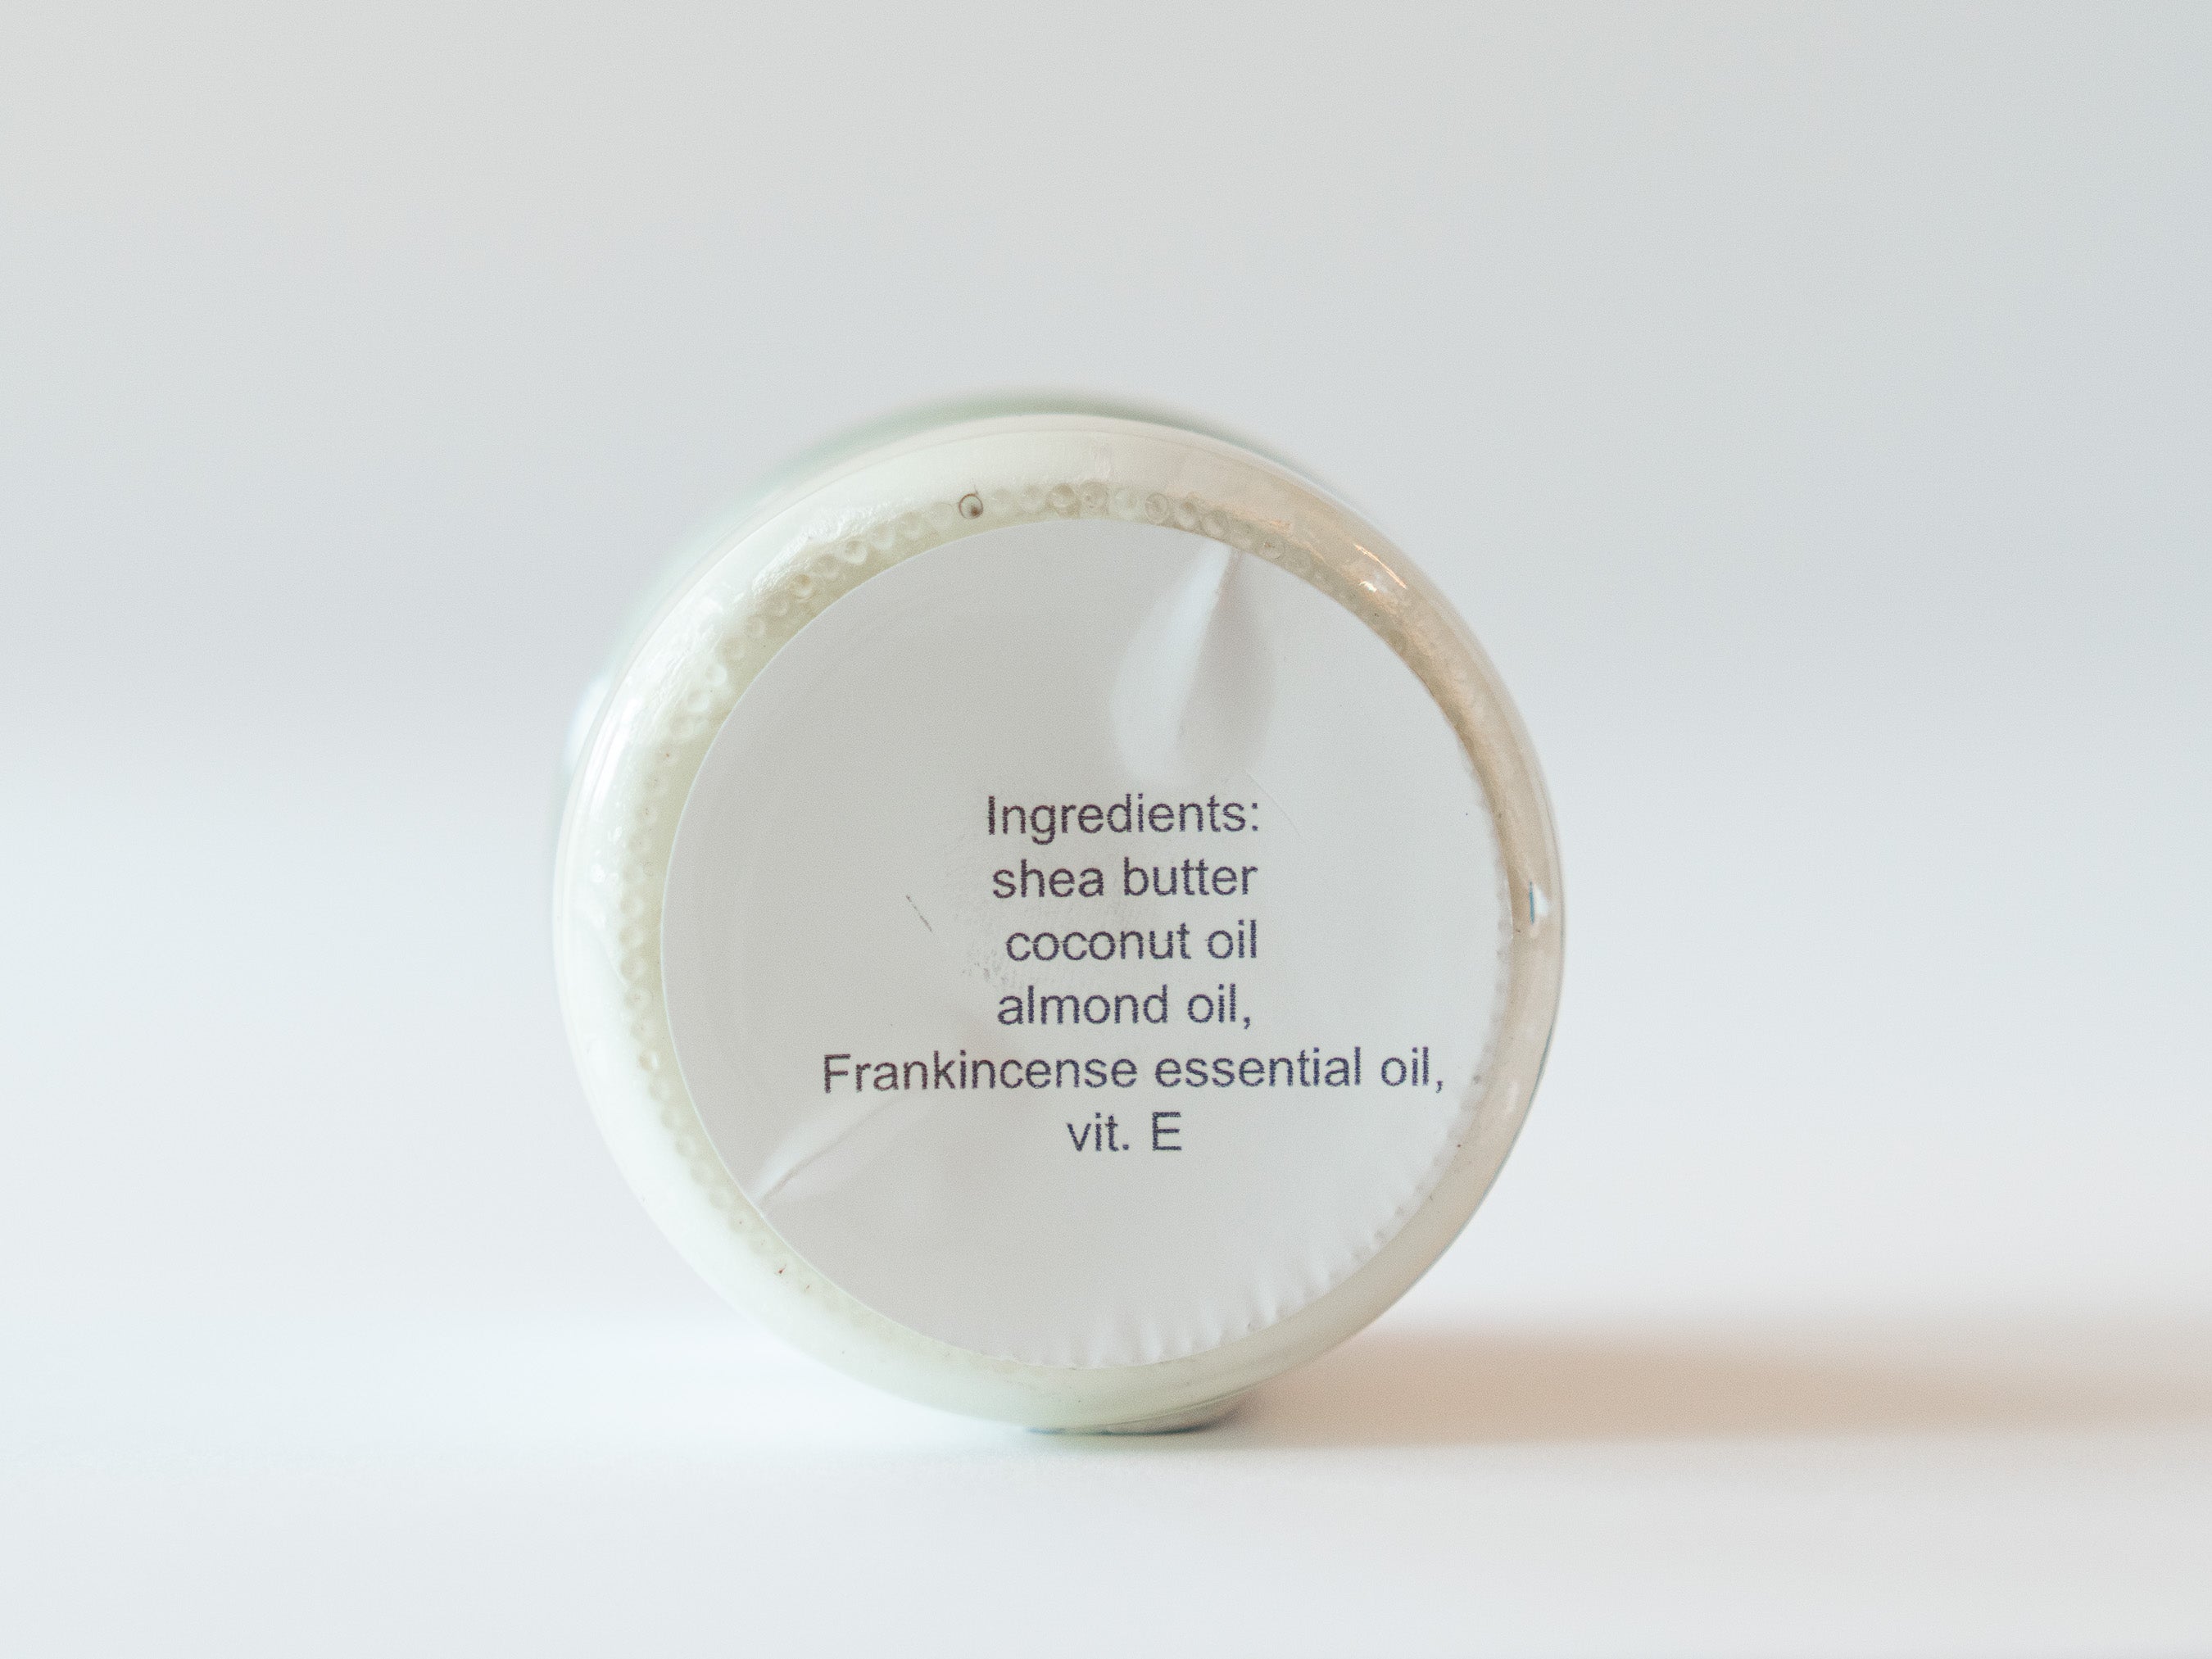 Ingredients:
shea butter
coconut oil
almond oil,
Frankincense essential oil,
vit. E